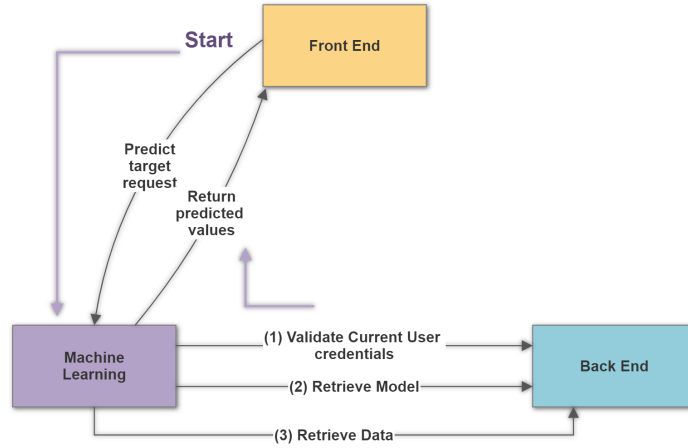 Start
Front End
Predict
target
request
Return
predicted
values
Machine
Learning
(1) Validate Current User
credentials
(2) Retrieve Model
(3) Retrieve Data
Back End